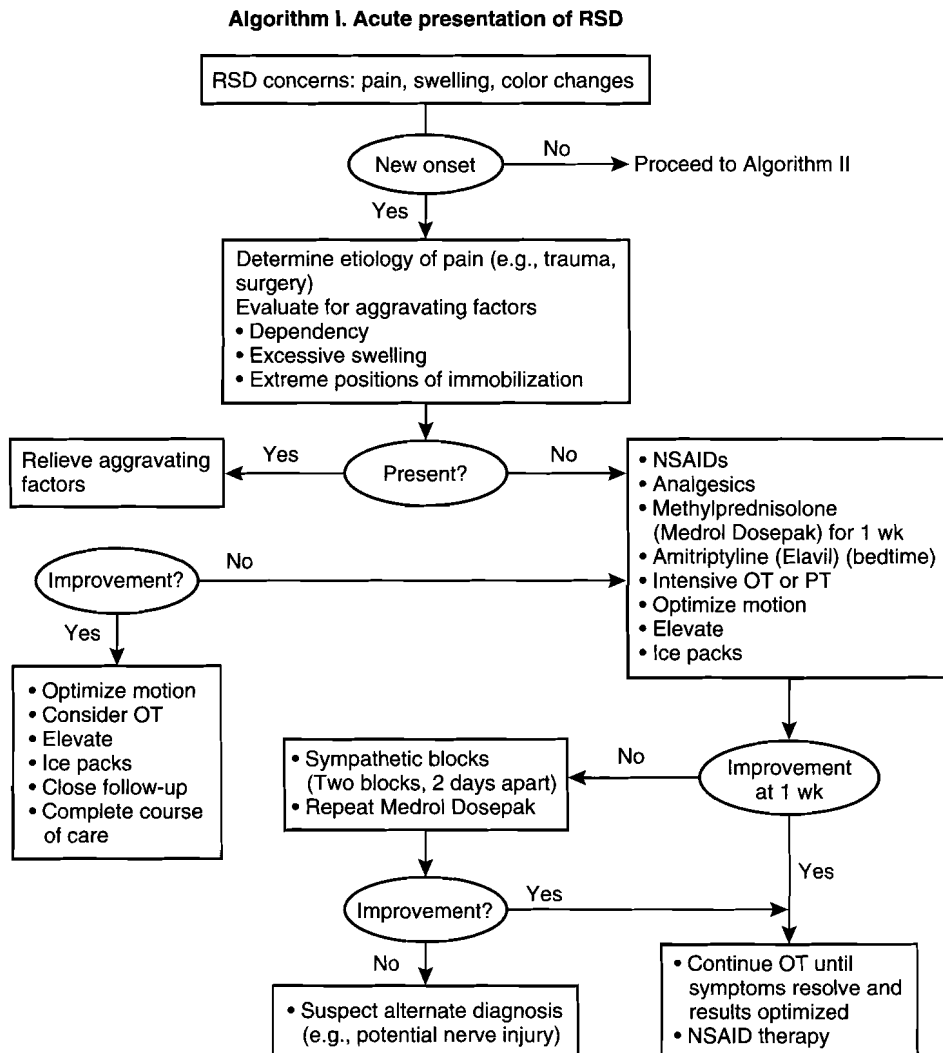 Algorithm I. Acute presentation of RSD
RSD concerns: pain, swelling, color changes
New onset
No
Proceed to Algorithm II
Yes
Determine etiology of pain (e.g., trauma,
surgery)
Evaluate for aggravating factors
• Dependency
• Excessive swelling
• Extreme positions of immobilization
Present?
Yes
Relieve aggravating
factors
No
• NSAIDs
• Analgesics
• Methylprednisolone
(Medrol Dosepak) for 1 wk
• Amitriptyline (Elavil) (bedtime)
• Intensive OT or PT
• Optimize motion
• Elevate
• Ice packs
Improvement?
No
Yes
• Optimize motion
• Consider OT
• Elevate
• Ice packs
• Close follow-up
• Complete course
of care
Improvement
at 1 wk
No
• Sympathetic blocks
(Two blocks, 2 days apart)
• Repeat Medrol Dosepak
Yes
Improvement?
Yes
No
• Suspect alternate diagnosis
(e.g., potential nerve injury)
• Continue OT until
symptoms resolve and
results optimized
• NSAID therapy